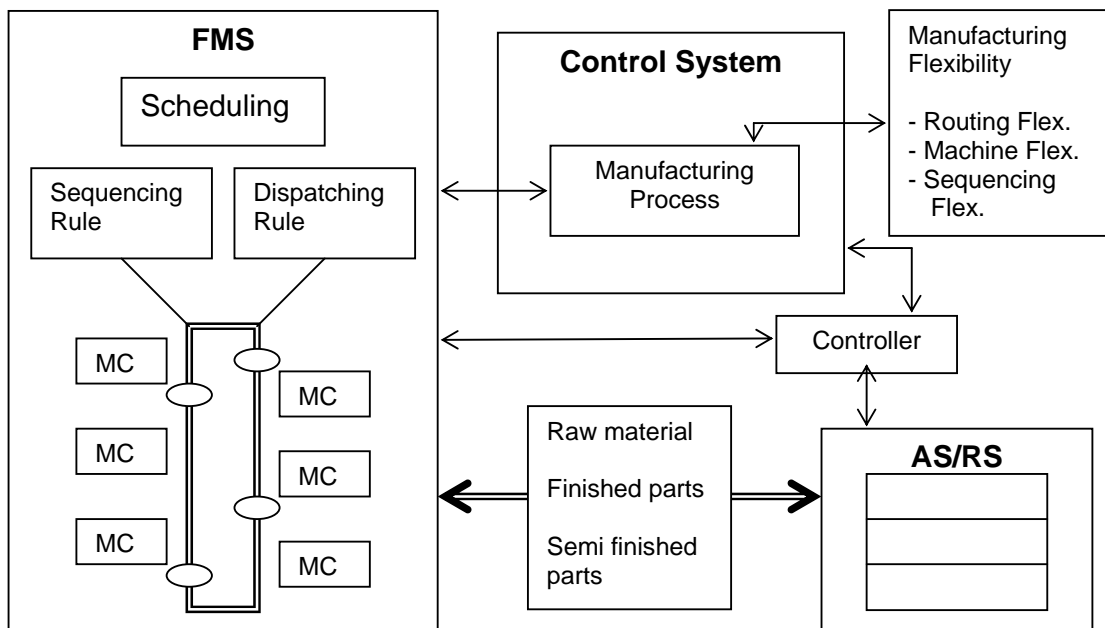 FMS
Scheduling
Sequencing
Rule
Dispatching
Rule
MC
MC
MC
MC
MC
MC
Control System
Manufacturing
Process
Manufacturing
Flexibility
- Routing Flex.
- Machine Flex.
- Sequencing
Flex.
Controller
Raw material
Finished parts
Semi finished
parts
AS/RS